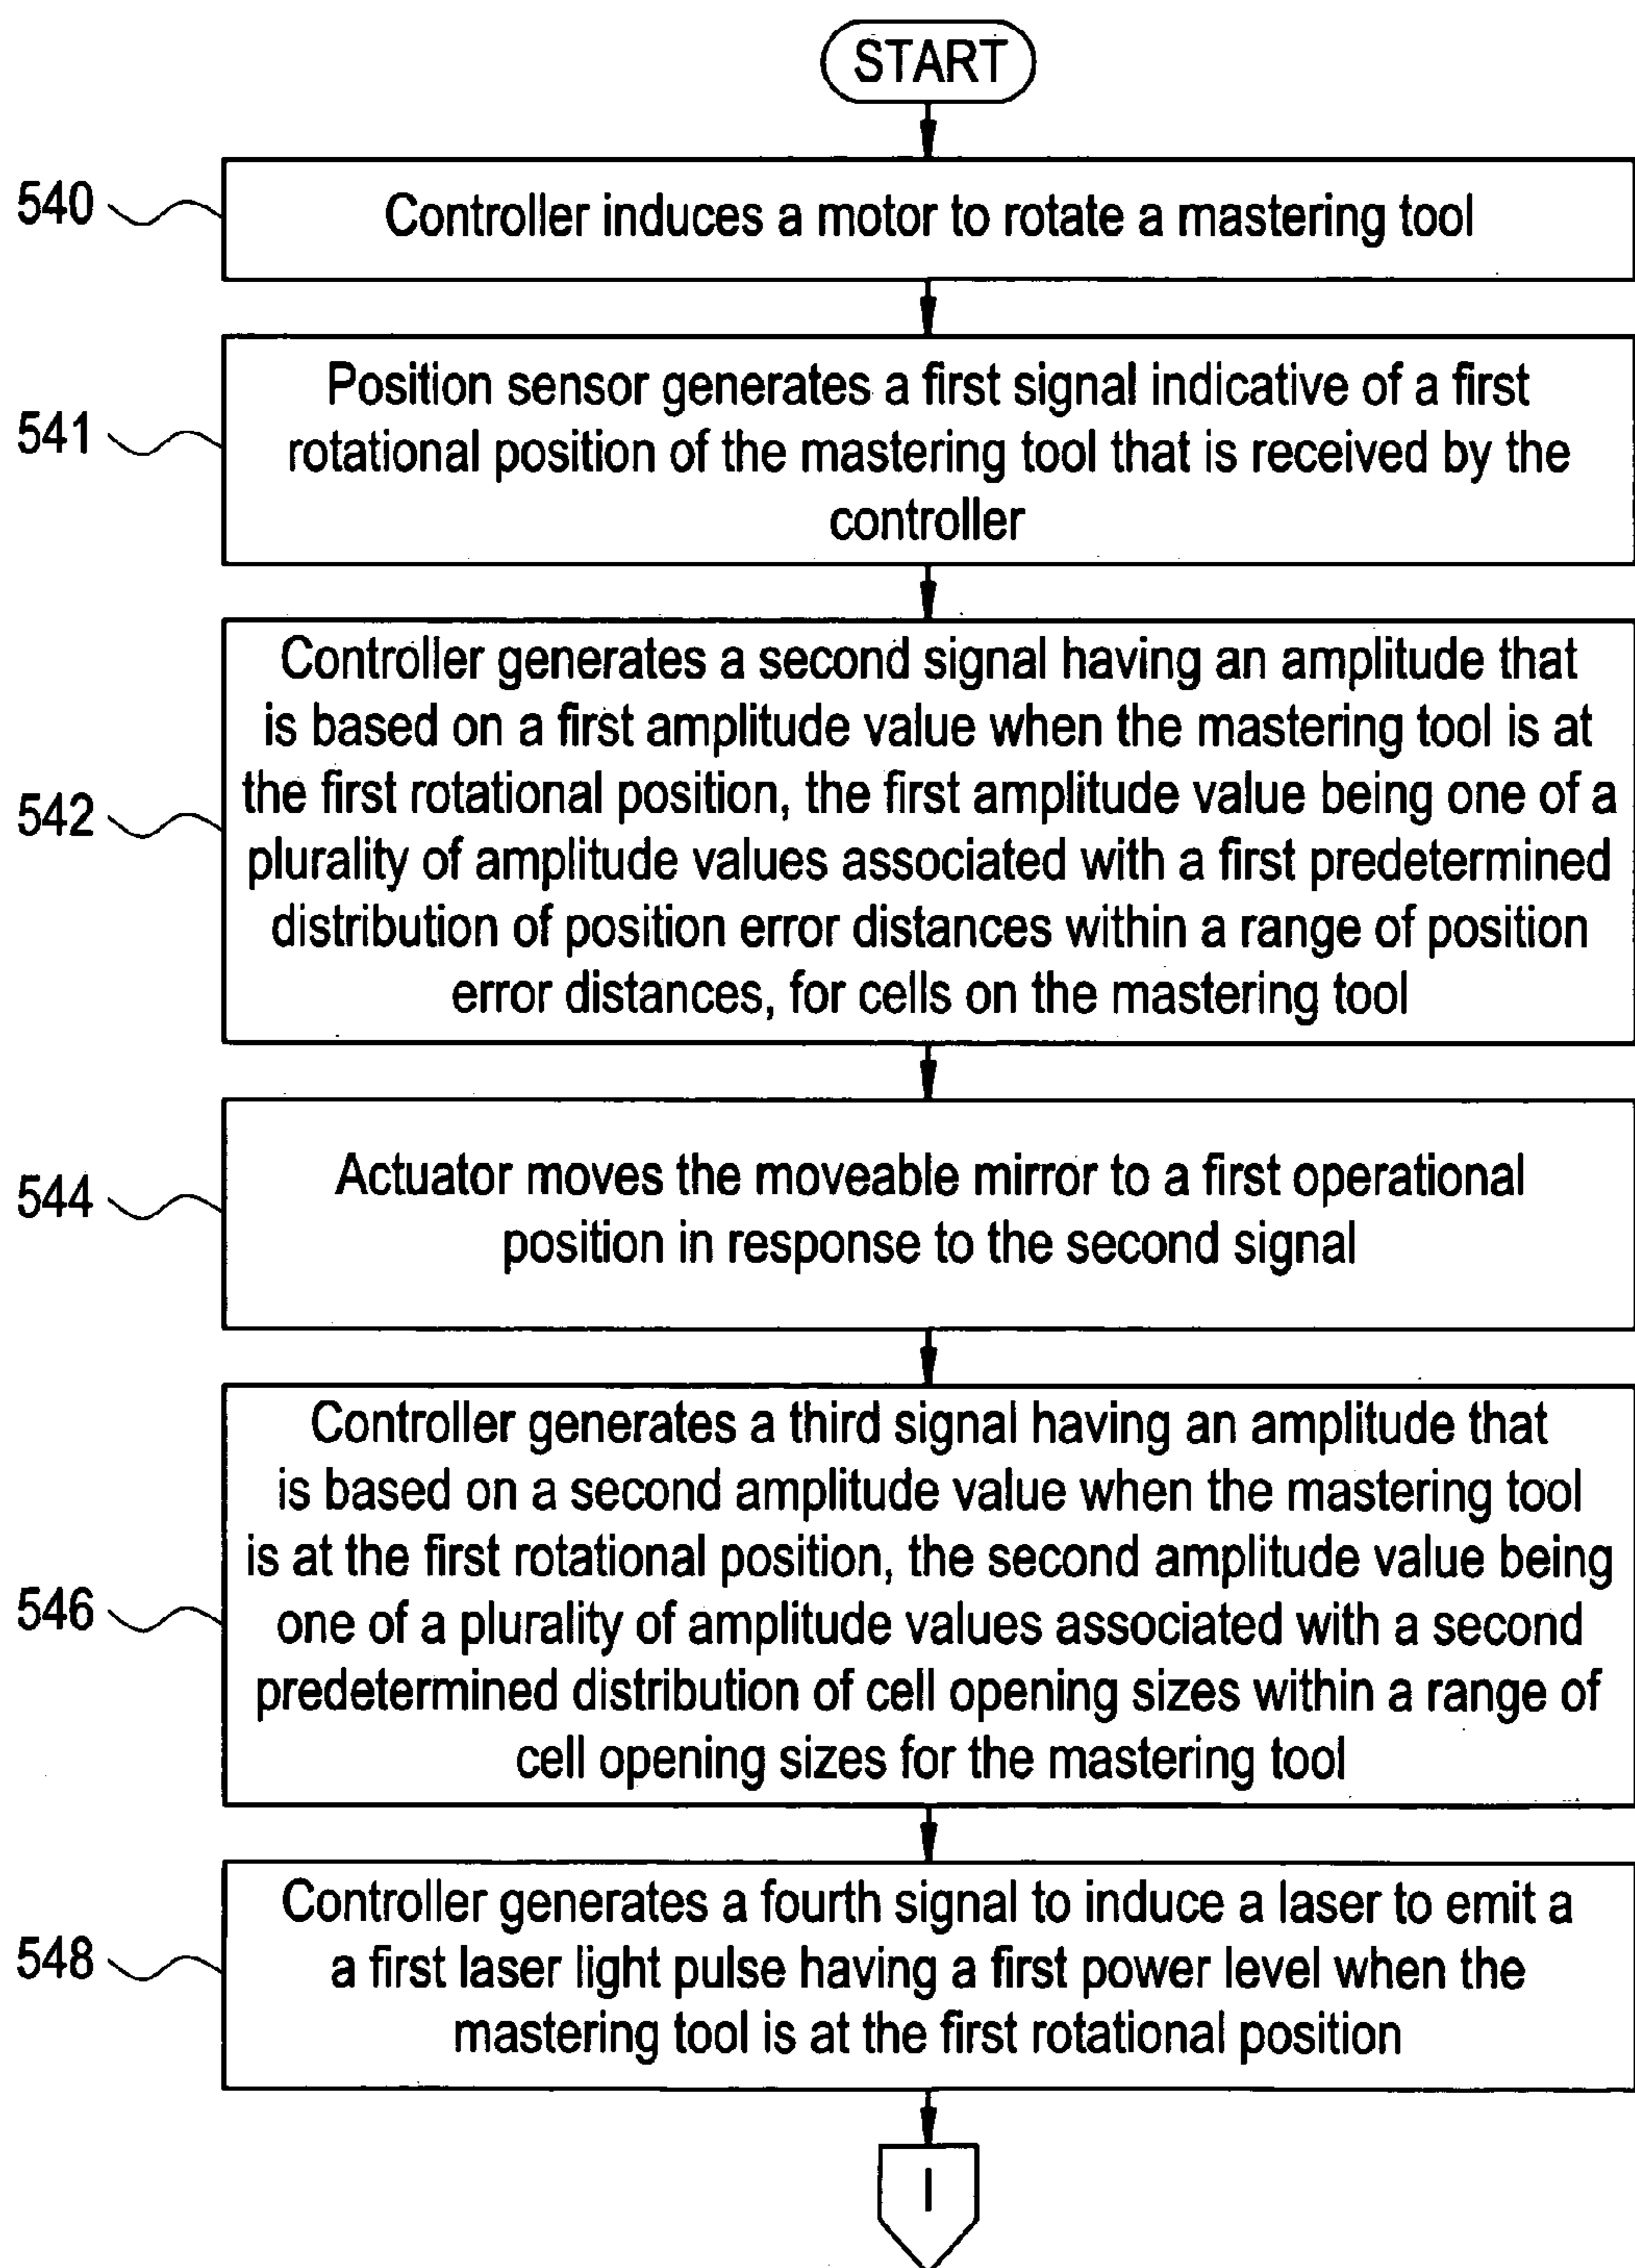 START
540
Controller induces a motor to rotate a mastering tool
541
Position sensor generates a first signal indicative of a first
rotational position of the mastering tool that is received by the
controller
542
Controller generates a second signal having an amplitude that
is based on a first amplitude value when the mastering tool is at
the first rotational position, the first amplitude value being one of a
plurality of amplitude values associated with a first predetermined
distribution of position error distances within a range of position
error distances, for cells on the mastering tool
544
Actuator moves the moveable mirror to a first operational
position in response to the second signal
546
Controller generates a third signal having an amplitude that
is based on a second amplitude value when the mastering tool
is at the first rotational position, the second amplitude value being
one of a plurality of amplitude values associated with a second
predetermined distribution of cell opening sizes within a range of
cell opening sizes for the mastering tool
548
Controller generates a fourth signal to induce a laser to emit a
a first laser light pulse having a first power level when the
mastering tool is at the first rotational position
I